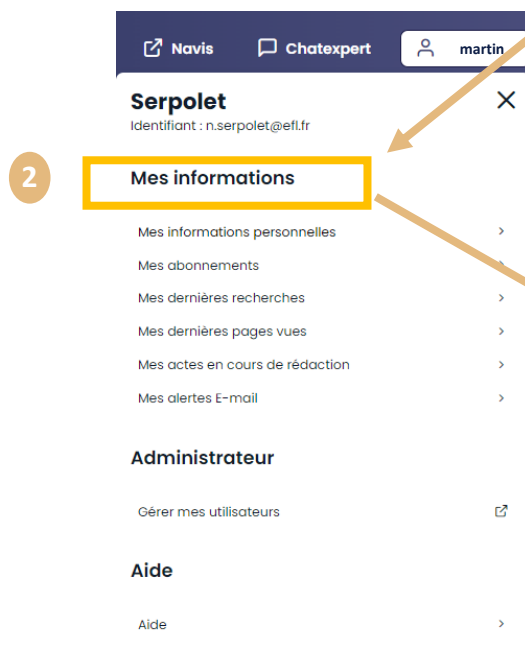 Navis Chatexpert martin
Serpolet
Identifiant : n.serpolet@efl.fr
2
Mes informations
Mes informations personnelles
Mes abonnements
Mes dernières recherches
Mes dernières pages vues
Mes actes en cours de rédaction
Mes alertes E-mail
Administrateur
Gérer mes utilisateurs
Aide
Aide